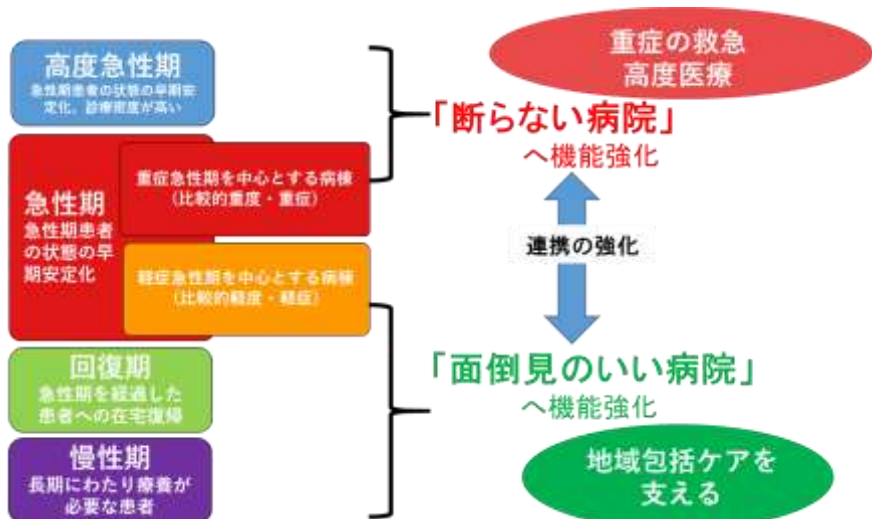 高度急性期
急性期患者の状態の早期安
定化、診療密度が高い
急性期
急性期患者
の状態の早
期安定化
重症急性期を中心とする病棟
(比較的重度・重症)
軽症急性期を中心とする病棟
(比較的軽度・軽症)
回復期
急性期を経過した
患者への在宅復帰
慢性期
長期にわたり療養が
必要な患者
重症の救急
高度医療
「断らない病院」
へ機能強化
連携の強化
「面倒見のいい病院」
へ機能強化
地域包括ケアを
支える